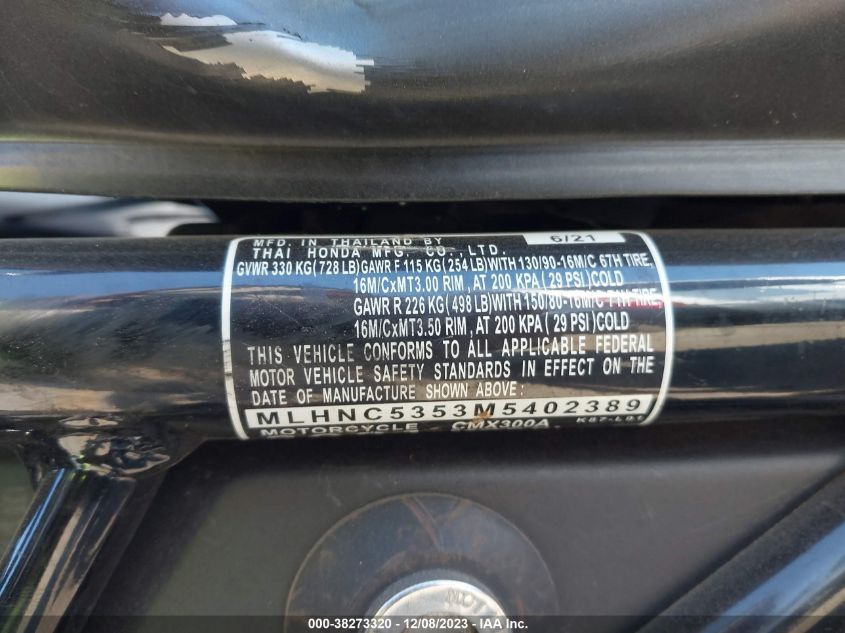 MFD. IN THAILAND BY 6/21
THAI HONDA MFG. CO.,LTD.
GVWR 330 KG(728 LB)GAWR F 115 KG(254 LB)WITH 130/90-16M/C 67H TIRE,
16M/CxMT3.00 RIM, AT 200 KPA(29 PSI)COLD
GAWR R 226 KG(498 LB)WITH 150/80-16M/C 71H TIRE,
16M/CxMT3.50 RIM, AT 200 KPA(29 PSI)COLD
THIS VEHICLE CONFORMS TO ALL APPLICABLE FEDERAL
MOTOR VEHICLE SAFETY STANDARDS IN EFFECT ON THE
DATE OF MANUFACTURE SHOWN ABOVE:
MLHNC5353M5402389
MOTORCYCLE CMX300A
000-38273320 - 12/08/2023 - IAA Inc.